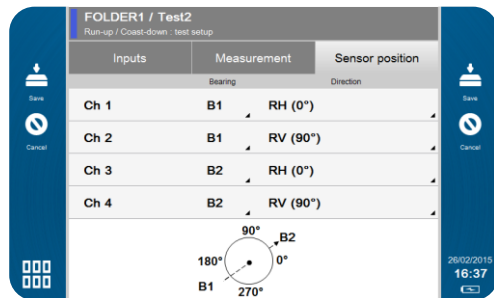 FOLDER1 / Test2
Run-up / Coast-down : test setup
Inputs Measurement Sensor position
Bearing Direction
Save
Cancel
Ch 1 B1 RH (0°)
Ch 2 B1 RV (90°)
Ch 3 B2 RH (0°)
Ch 4 B2 RV (90°)
Save
Cancel
90°
B2
180° 0°
B1 270°
26/02/2015
16:37